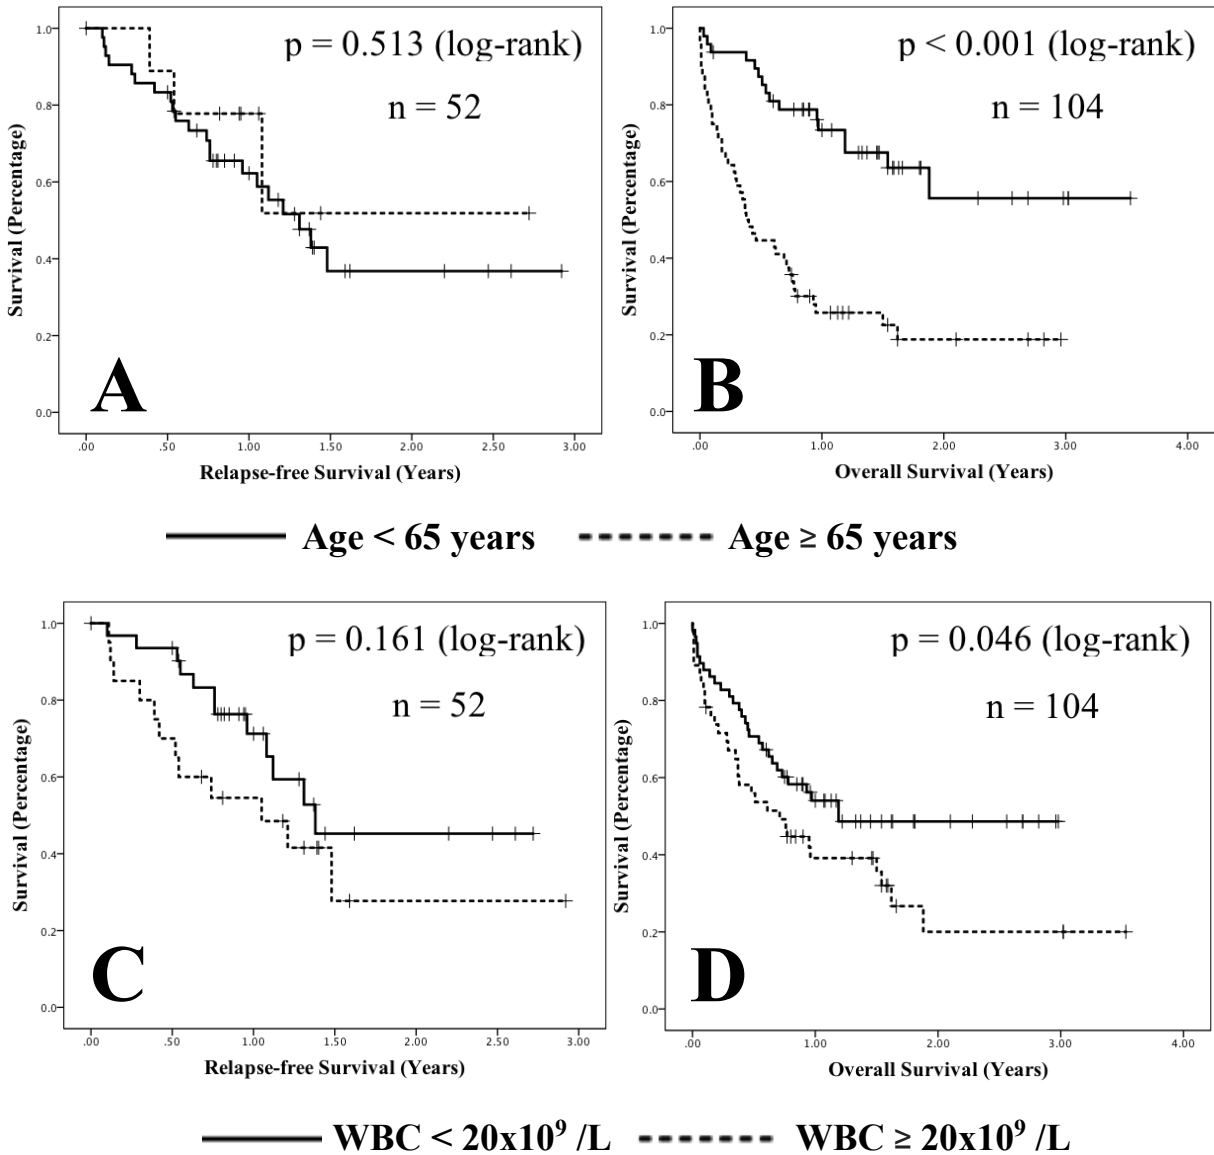 p = 0.513 (log-rank)
n = 52
1.0
0.8
0.6
0.4
0.2
0.0
Survival (Percentage)
A
.00 .50 1.00 1.50 2.00 2.50 3.00
Relapse-free Survival (Years)
p < 0.001 (log-rank)
n = 104
1.0
0.8
0.6
0.4
0.2
0.0
Survival (Percentage)
B
.00 1.00 2.00 3.00 4.00
Overall Survival (Years)
Age < 65 years Age ≥ 65 years
p = 0.161 (log-rank)
n = 52
1.0
0.8
0.6
0.4
0.2
0.0
Survival (Percentage)
C
.00 .50 1.00 1.50 2.00 2.50 3.00
Relapse-free Survival (Years)
p = 0.046 (log-rank)
n = 104
1.0
0.8
0.6
0.4
0.2
0.0
Survival (Percentage)
D
.00 1.00 2.00 3.00 4.00
Overall Survival (Years)
WBC < 20x10⁹ /L WBC ≥ 20x10⁹ /L